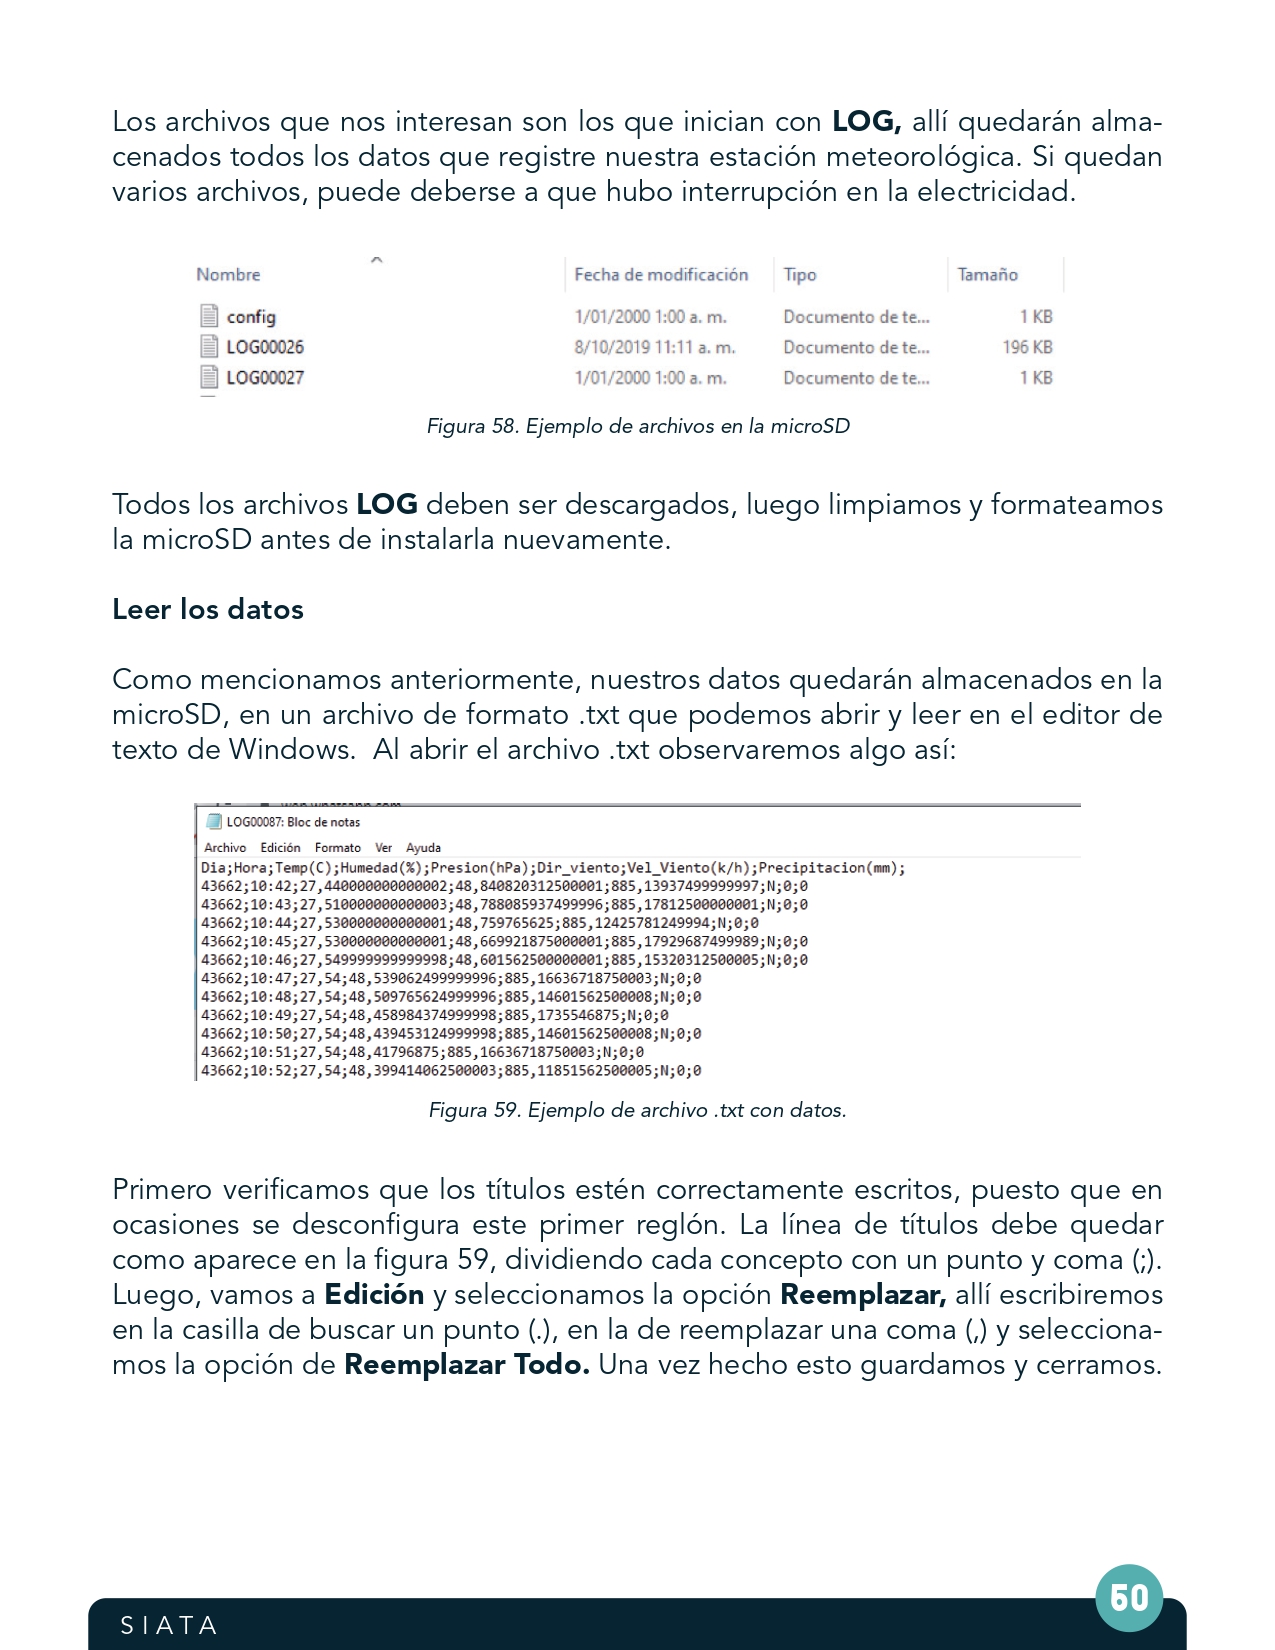 Los archivos que nos interesan son los que inician con LOG, allí quedarán alma-
cenados todos los datos que registre nuestra estación meteorológica. Si quedan
varios archivos, puede deberse a que hubo interrupción en la electricidad.
Nombre Fecha de modificación Tipo Tamaño
config 1/01/2000 1:00 a. m. Documento de te... 1 KB
LOG00026 8/10/2019 11:11 a. m. Documento de te... 196 KB
LOG00027 1/01/2000 1:00 a. m. Documento de te... 1 KB
Figura 58. Ejemplo de archivos en la microSD
Todos los archivos LOG deben ser descargados, luego limpiamos y formateamos
la microSD antes de instalarla nuevamente.
Leer los datos
Como mencionamos anteriormente, nuestros datos quedarán almacenados en la
microSD, en un archivo de formato .txt que podemos abrir y leer en el editor de
texto de Windows. Al abrir el archivo .txt observaremos algo así:
LOG00087: Bloc de notas
Archivo Edición Formato Ver Ayuda
Dia;Hora;Temp(C);Humedad(%);Presion(hPa);Dir_viento;Vel_Viento(k/h);Precipitacion(mm);
43662;10:42;27,440000000000002;48,840820312500001;885,13937499999997;N;0;0
43662;10:43;27,510000000000003;48,788085937499996;885,17812500000001;N;0;0
43662;10:44;27,530000000000001;48,759765625;885,12425781249994;N;0;0
43662;10:45;27,530000000000001;48,669921875000001;885,17929687499989;N;0;0
43662;10:46;27,549999999999998;48,601562500000001;885,15320312500005;N;0;0
43662;10:47;27,54;48,539062499999996;885,16636718750003;N;0;0
43662;10:48;27,54;48,509765624999996;885,14601562500008;N;0;0
43662;10:49;27,54;48,458984374999998;885,1735546875;N;0;0
43662;10:50;27,54;48,439453124999998;885,14601562500008;N;0;0
43662;10:51;27,54;48,41796875;885,16636718750003;N;0;0
43662;10:52;27,54;48,399414062500003;885,11851562500005;N;0;0
Figura 59. Ejemplo de archivo .txt con datos.
Primero verificamos que los títulos estén correctamente escritos, puesto que en
ocasiones se desconfigura este primer reglón. La línea de títulos debe quedar
como aparece en la figura 59, dividiendo cada concepto con un punto y coma (;).
Luego, vamos a Edición y seleccionamos la opción Reemplazar, allí escribiremos
en la casilla de buscar un punto (.), en la de reemplazar una coma (,) y selecciona-
mos la opción de Reemplazar Todo. Una vez hecho esto guardamos y cerramos.
SIATA
60